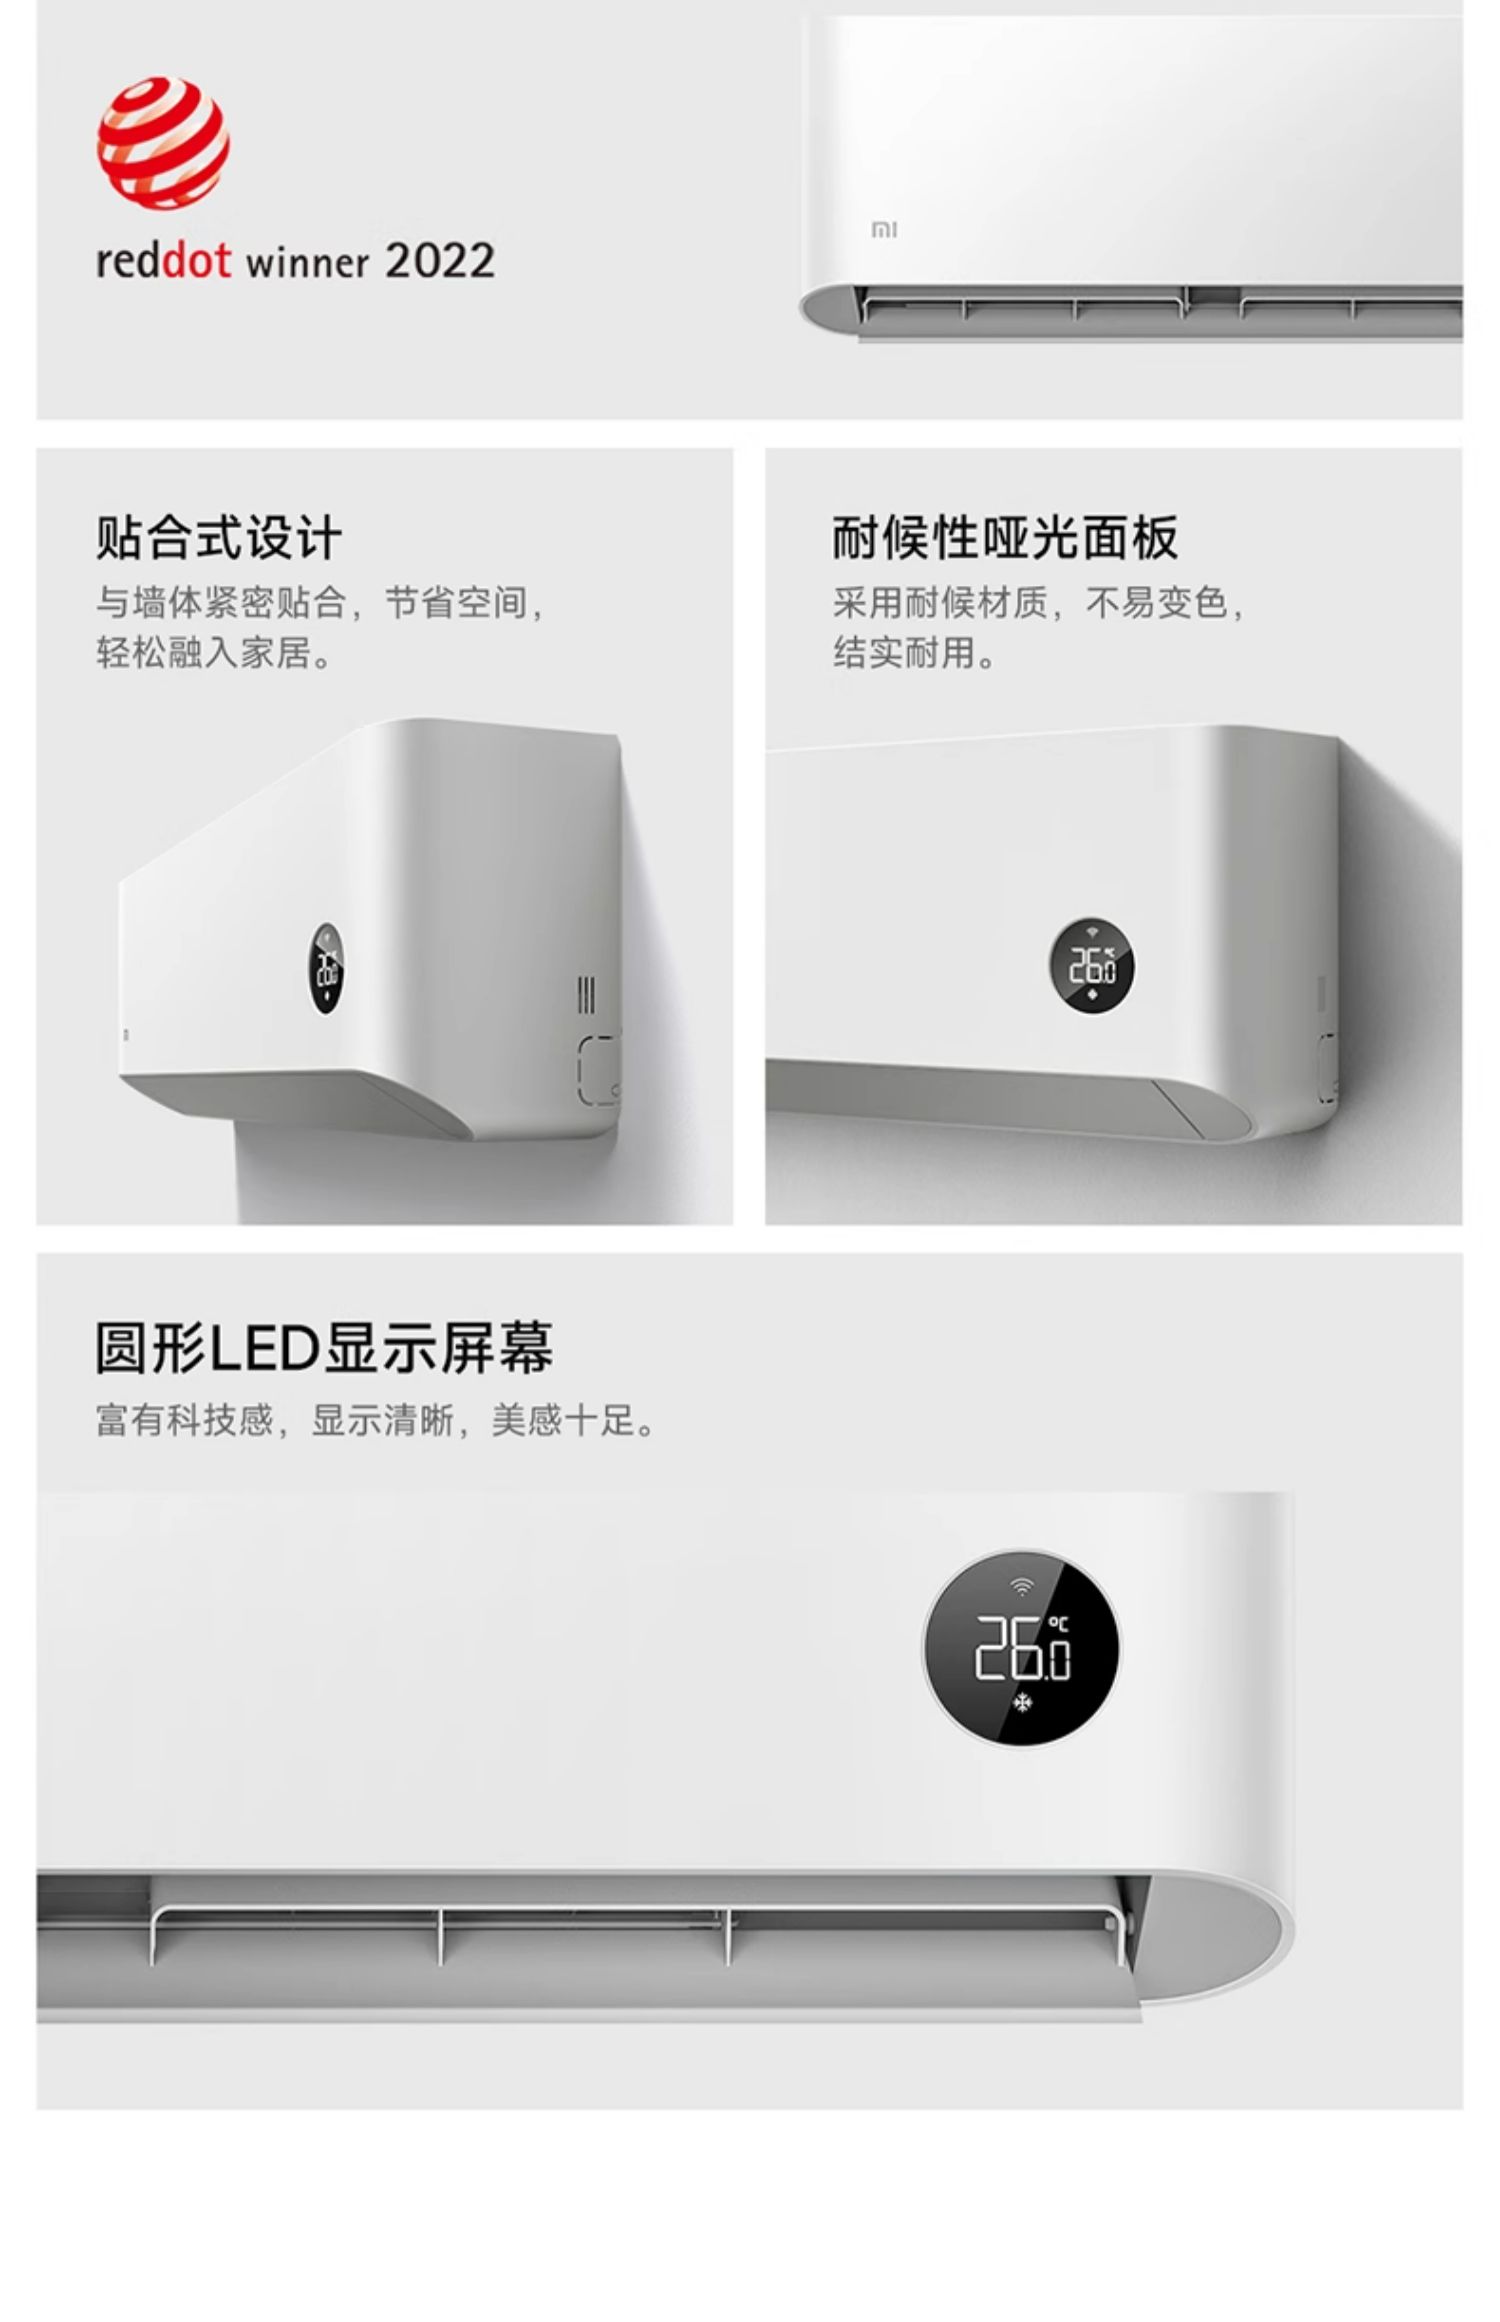 reddot winner 2022
mi
贴合式设计
与墙体紧密贴合，节省空间，
轻松融入家居。
耐候性哑光面板
采用耐候材质，不易变色，
结实耐用。
26.0
26.0
圆形LED显示屏幕
富有科技感，显示清晰，美感十足。
26.0℃